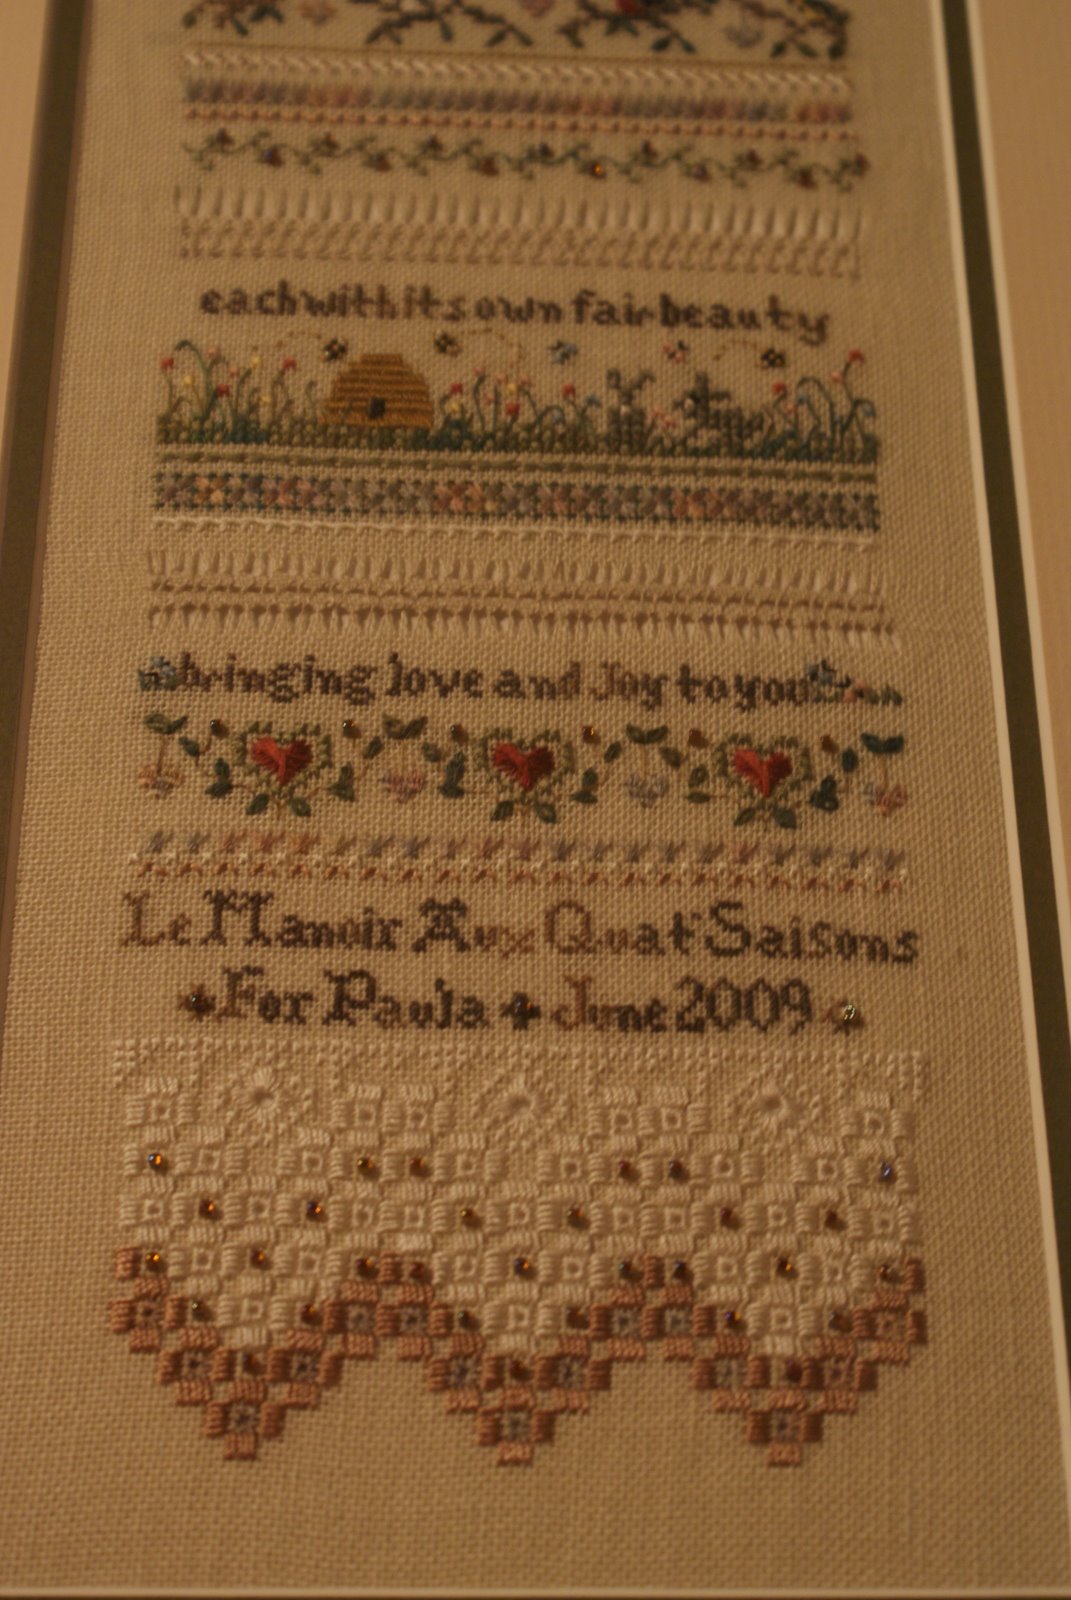 each with its own fair beauty
bringing love and Joy to you
Le Manoir Aux Quat'Saisons
For Paula June 2009